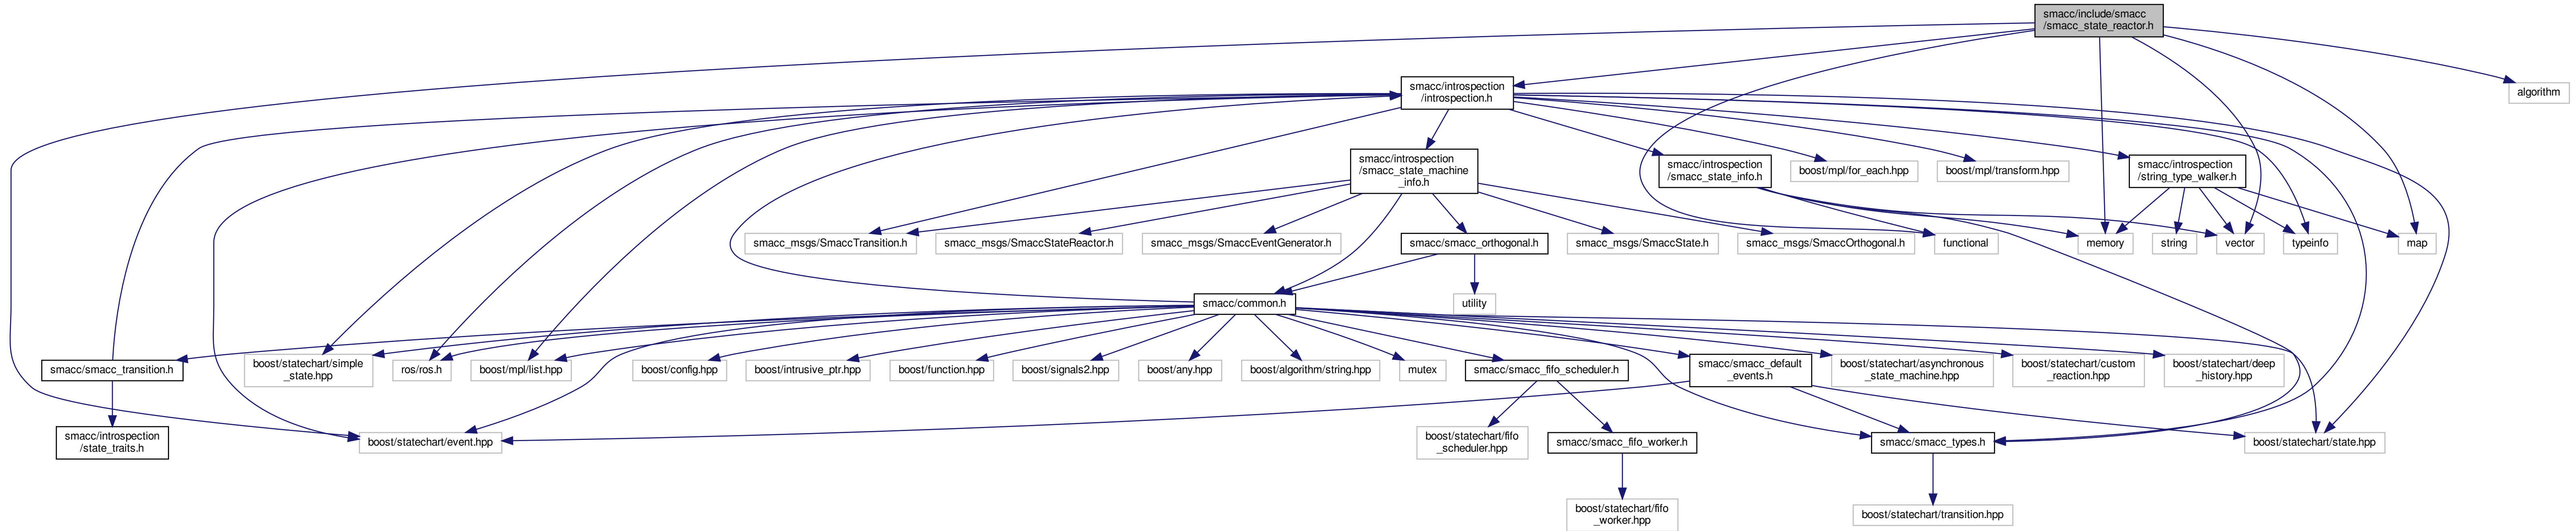 smacc/include/smacc
/smacc_state_reactor.h
smacc/introspection
/introspection.h
algorithm
smacc/introspection
/smacc_state_machine
_info.h
smacc/introspection
/smacc_state_info.h
boost/mpl/for_each.hpp
boost/mpl/transform.hpp
smacc/introspection
/string_type_walker.h
smacc_msgs/SmaccTransition.h
smacc_msgs/SmaccStateReactor.h
smacc_msgs/SmaccEventGenerator.h
smacc/smacc_orthogonal.h
smacc_msgs/SmaccState.h
smacc_msgs/SmaccOrthogonal.h
functional
memory
string
vector
typeinfo
map
smacc/common.h
utility
smacc/smacc_transition.h
boost/statechart/simple
_state.hpp
ros/ros.h
boost/mpl/list.hpp
boost/config.hpp
boost/intrusive_ptr.hpp
boost/function.hpp
boost/signals2.hpp
boost/any.hpp
boost/algorithm/string.hpp
mutex
smacc/smacc_fifo_scheduler.h
smacc/smacc_default
_events.h
boost/statechart/asynchronous
_state_machine.hpp
boost/statechart/custom
_reaction.hpp
boost/statechart/deep
_history.hpp
smacc/introspection
/state_traits.h
boost/statechart/event.hpp
boost/statechart/fifo
_scheduler.hpp
smacc/smacc_fifo_worker.h
smacc/smacc_types.h
boost/statechart/state.hpp
boost/statechart/fifo
_worker.hpp
boost/statechart/transition.hpp